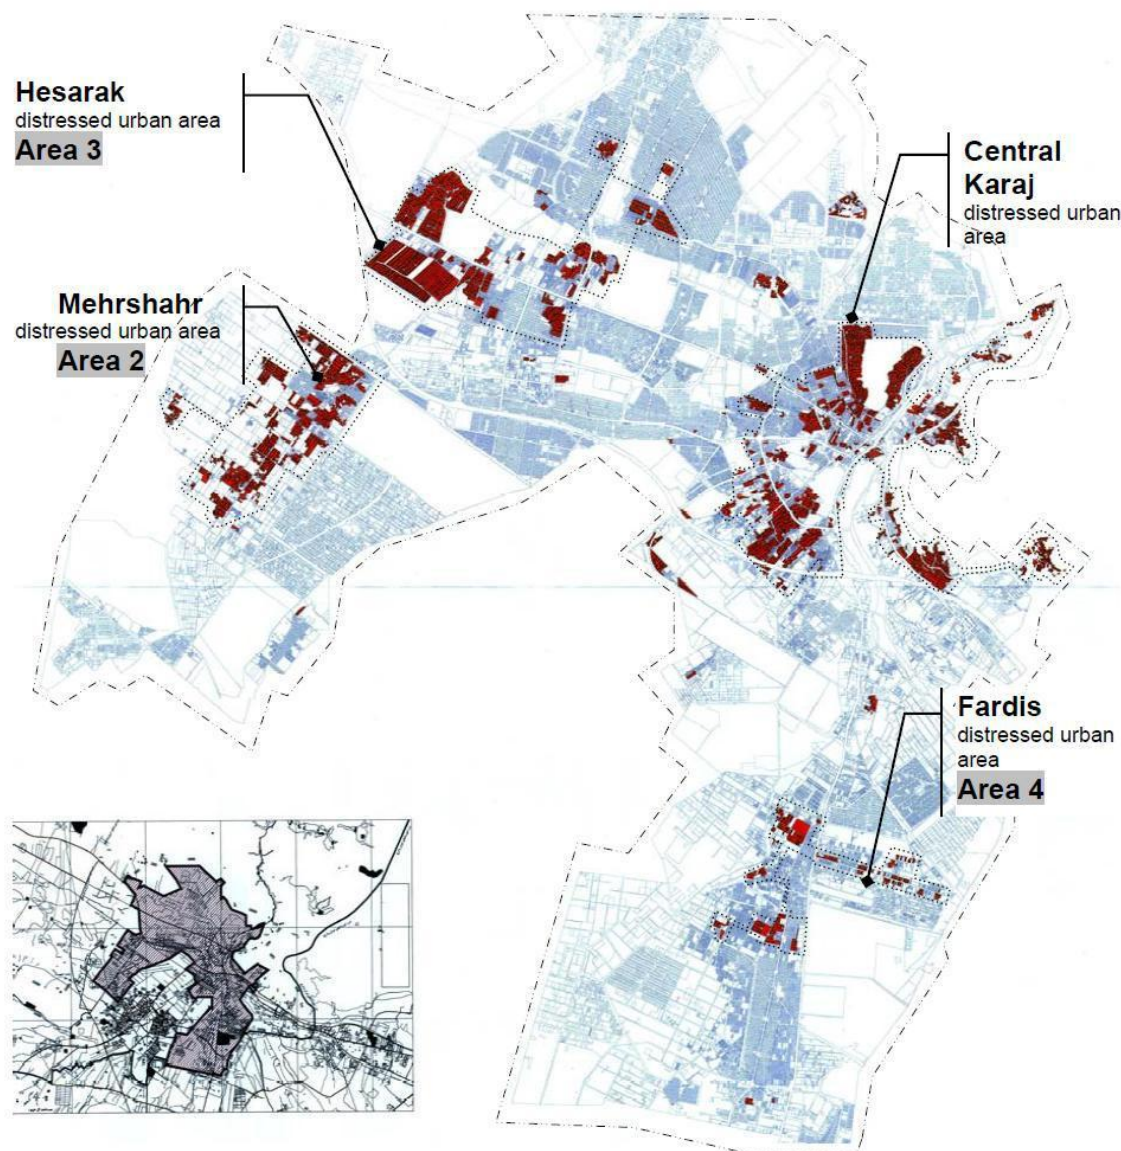 Hesarak
distressed urban area
Area 3
Central
Karaj
distressed urban
area
Mehrshahr
distressed urban area
Area 2
Fardis
distressed urban
area
Area 4